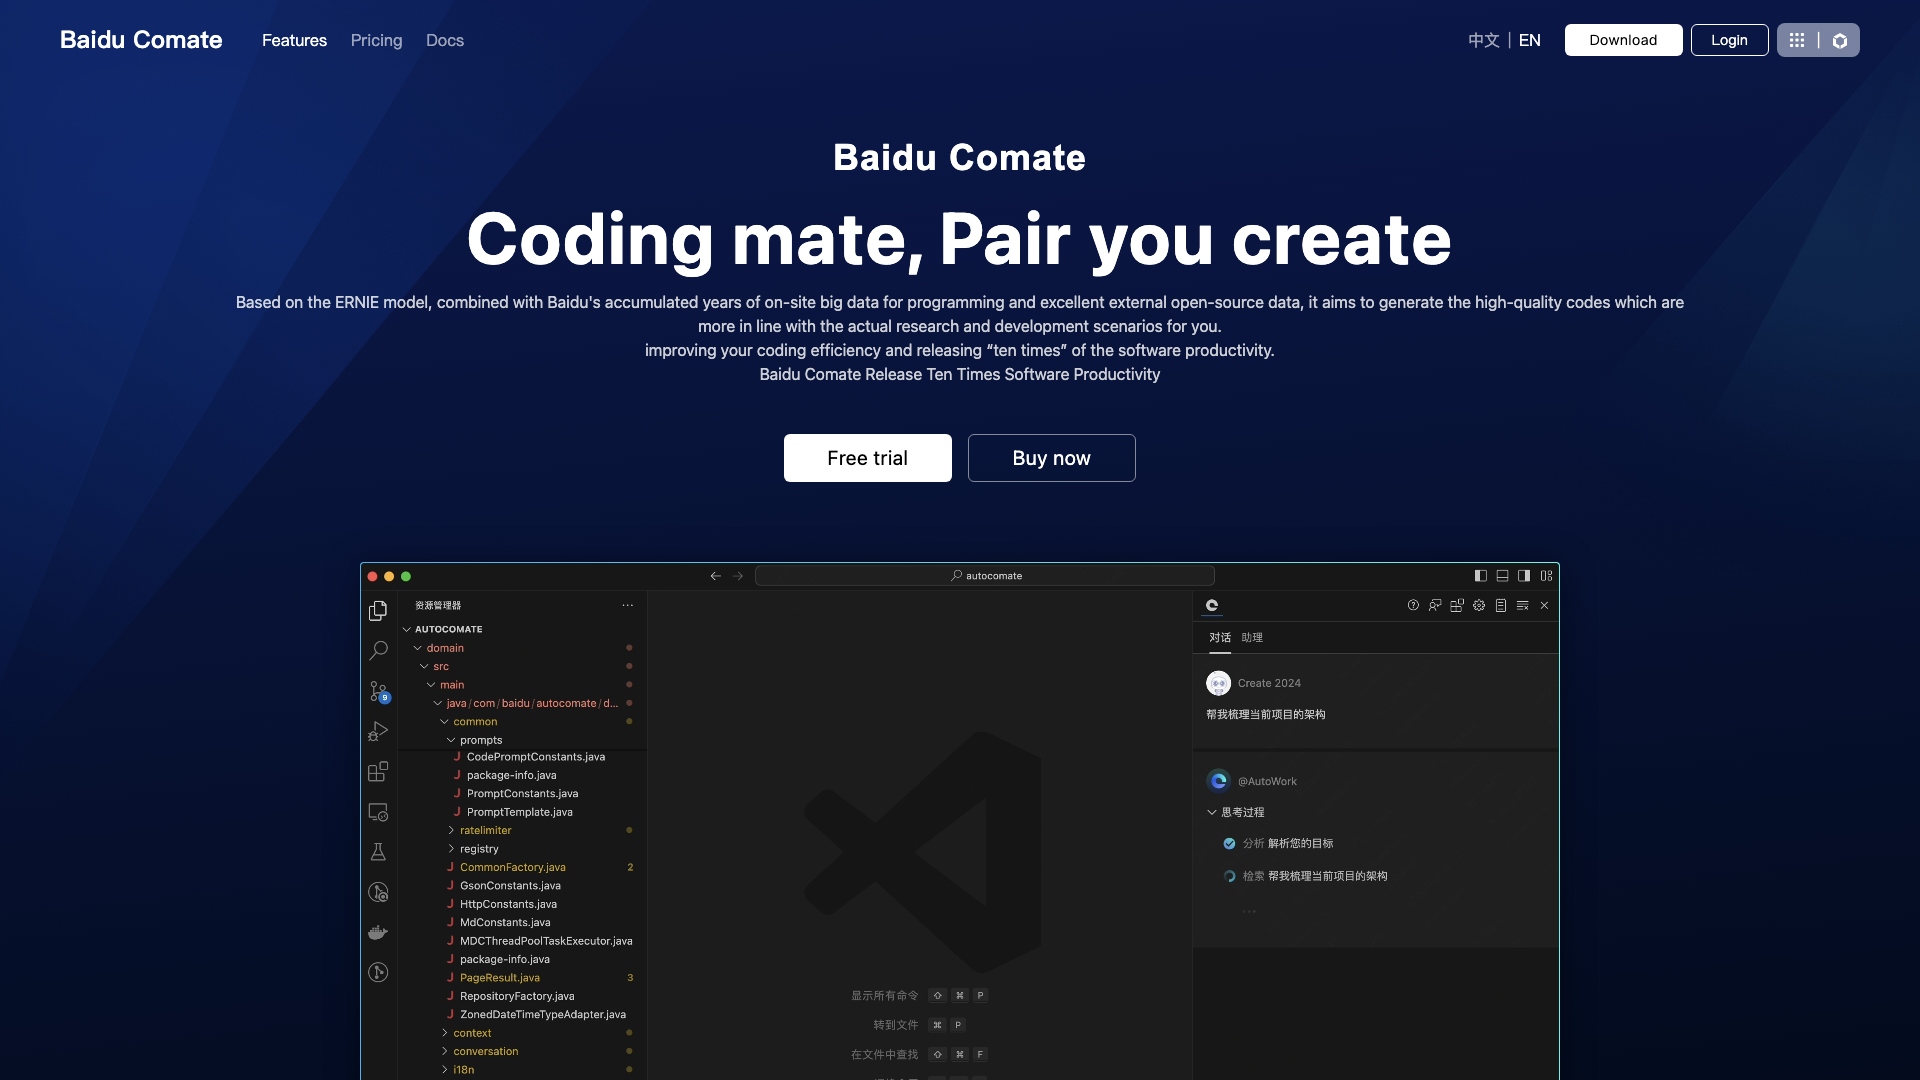 Baidu Comate
Features
Pricing
Docs
中文 | EN
Download
Login
Baidu Comate
Coding mate, Pair you create
Based on the ERNIE model, combined with Baidu's accumulated years of on-site big data for programming and excellent external open-source data, it aims to generate the high-quality codes which are
more in line with the actual research and development scenarios for you.
improving your coding efficiency and releasing “ten times” of the software productivity.
Baidu Comate Release Ten Times Software Productivity
Free trial
Buy now
autocomate
资源管理器
AUTOCOMATE
domain
src
main
java/com/baidu/autocomate/d...
common
prompts
CodePromptConstants.java
package-info.java
PromptConstants.java
PromptTemplate.java
ratelimiter
registry
CommonFactory.java 2
GsonConstants.java
HttpConstants.java
MdConstants.java
MDCThreadPoolTaskExecutor.java
package-info.java
PageResult.java 3
RepositoryFactory.java
ZonedDateTimeTypeAdapter.java
context
conversation
i18n
9
显示所有命令 ⇧ ⌘ P
转到文件 ⌘ P
在文件中查找 ⇧ ⌘ F
对话 助理
Create 2024
帮我梳理当前项目的架构
@AutoWork
思考过程
分析 解析您的目标
检索 帮我梳理当前项目的架构
...